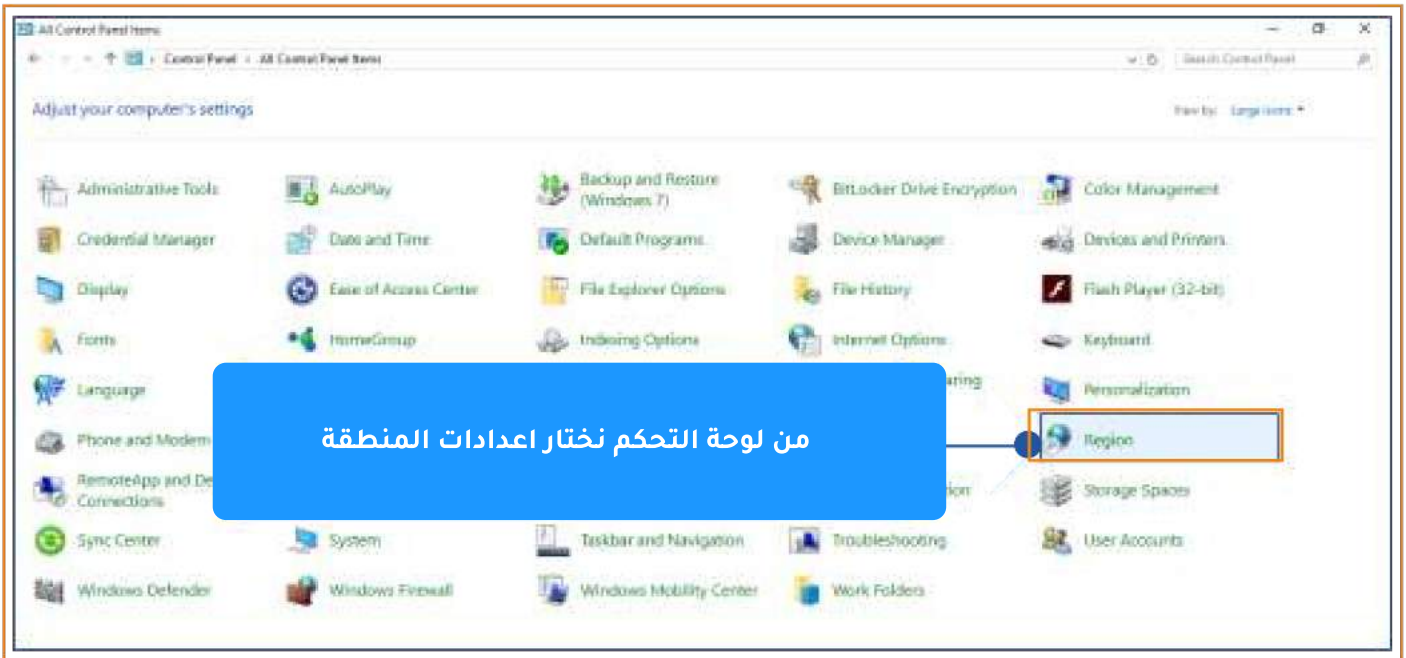 All Control Panel Items
Control Panel › All Control Panel Items
Search Control Panel
Adjust your computer's settings
View by: Large icons
Administrative Tools
AutoPlay
Backup and Restore
(Windows 7)
BitLocker Drive Encryption
Color Management
Credential Manager
Date and Time
Default Programs
Device Manager
Devices and Printers
Display
Ease of Access Center
File Explorer Options
File History
Flash Player (32-bit)
Fonts
HomeGroup
Indexing Options
Internet Options
Keyboard
Language
aring
Personalization
Phone and Modem
من لوحة التحكم نختار اعدادات المنطقة
Region
RemoteApp and De
Connections
ion
Storage Spaces
Sync Center
System
Taskbar and Navigation
Troubleshooting
User Accounts
Windows Defender
Windows Firewall
Windows Mobility Center
Work Folders